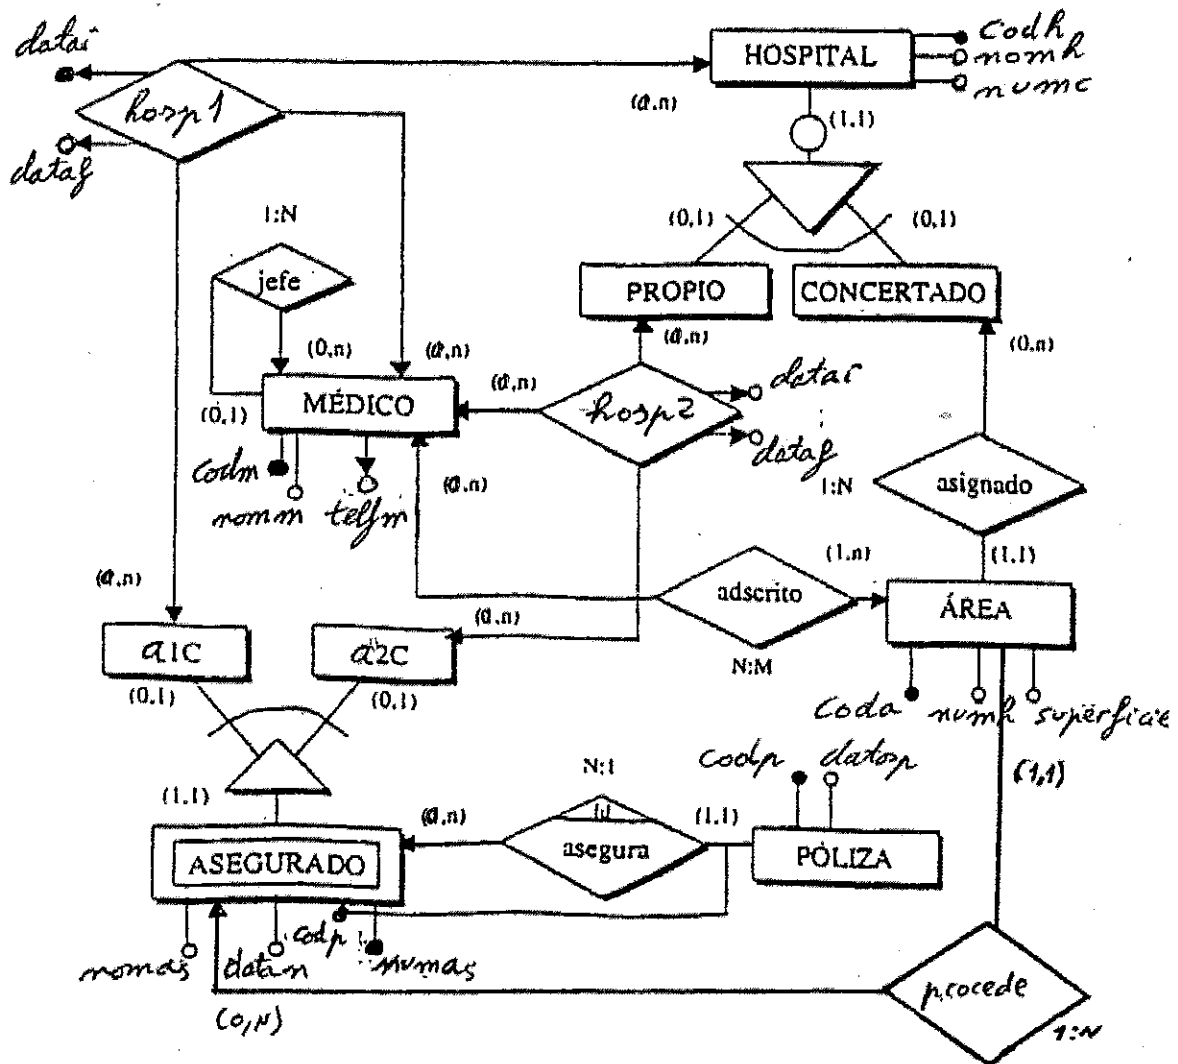 datai
hosp1
dataf
HOSPITAL
codh
nomh
numc
(0,n)
(1,1)
1:N
jefe
(0,1)
(0,1)
PROPIO
CONCERTADO
(0,n)
(0,n)
(0,n)
(0,n)
(0,n)
(0,1)
MÉDICO
hosp2
datai
dataf
codm
nomm
telfm
(0,n)
1:N
asignado
(1,1)
(0,n)
(1,n)
adscrito
N:M
ÁREA
(0,n)
a1C
a2C
(0,1)
(0,1)
coda
numh
superficie
(1,1)
codp
datosp
N:1
(1,1)
(0,n)
Id
asegura
(1,1)
PÓLIZA
ASEGURADO
nomas
datan
codp
numas
(0,N)
procede
1:N